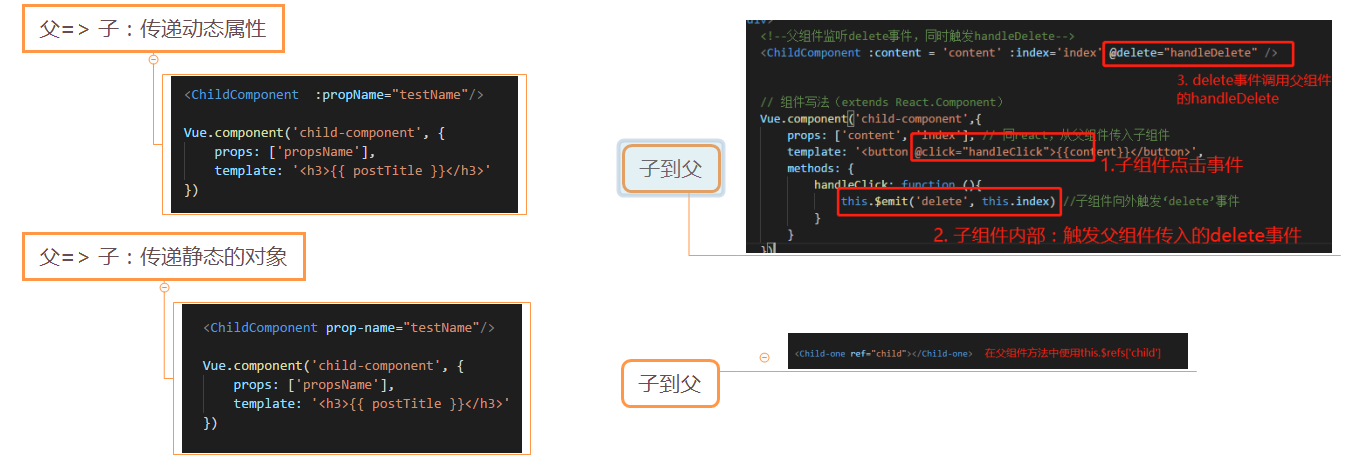 父=> 子：传递动态属性
<ChildComponent  :propName="testName"/>
Vue.component('child-component', {
props: ['propsName'],
template: '<h3>{{ postTitle }}</h3>'
})
父=> 子：传递静态的对象
<ChildComponent prop-name="testName"/>
Vue.component('child-component', {
props: ['propsName'],
template: '<h3>{{ postTitle }}</h3>'
})
子到父
div>
<!--父组件监听delete事件，同时触发handleDelete-->
<ChildComponent :content = 'content' :index='index' @delete="handleDelete" />
3. delete事件调用父组件
的handleDelete
// 组件写法（extends React.Component）
Vue.component('child-component',{
props: ['content', 'index'], // 同react，从父组件传入子组件
template: '<button @click="handleClick">{{content}}</button>',
1.子组件点击事件
methods: {
handleClick: function (){
this.$emit('delete', this.index) //子组件向外触发‘delete’事件
}
2. 子组件内部：触发父组件传入的delete事件
}
})
子到父
<Child-one ref="child"></Child-one> 在父组件方法中使用this.$refs['child']